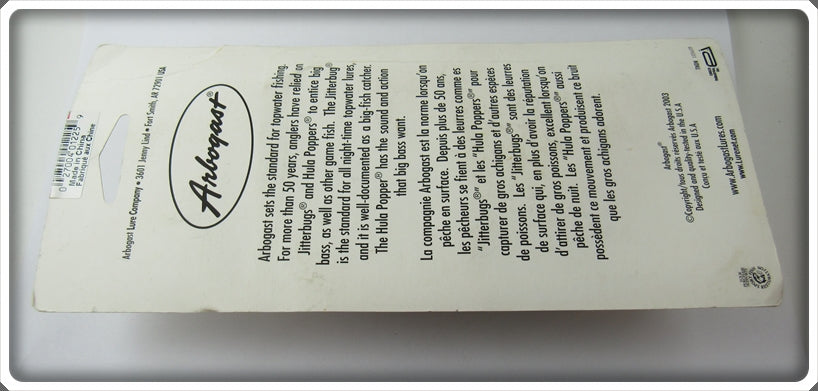 0 27004 01225 9
Made in China
Fabriqué aux Chine
Arbogast Lure Company • 3601 Jenny Lind • Fort Smith, AR 72901 USA
Arbogast®
Arbogast sets the standard for topwater fishing.
For more than 50 years, anglers have relied on
Jitterbugs® and Hula Poppers® to entice big
bass, as well as other game fish. The Jitterbug®
is the standard for all night-time topwater lures,
and it is well-documented as a big-fish catcher.
The Hula Popper® has the sound and action
that big bass want.
La compagnie Arbogast est la norme lorsqu'on
pêche en surface. Depuis plus de 50 ans,
les pêcheurs se fient à des leurres comme es
"Jitterbugs®" et les "Hula Poppers®" pour
capturer de gros achigans et d'autres espèces
de poissons. Les "Jitterbugs®" sont des leurres
de surface qui, en plus d'avoir la réputation
d'attirer de gros poissons, excellent lorsqu'on
pêche de nuit. Les "Hula Poppers®" aussi
possèdent ce mouvement et produisent ce bruit
que les gros achigans adorent.
Arbogast®
©Copyright/tous droits réservés Arbogast 2003
Designed and quality tested in the U.S.A
Concu et teste aux U.S.A
www.Arbogastlures.com
www.Lurenet.com